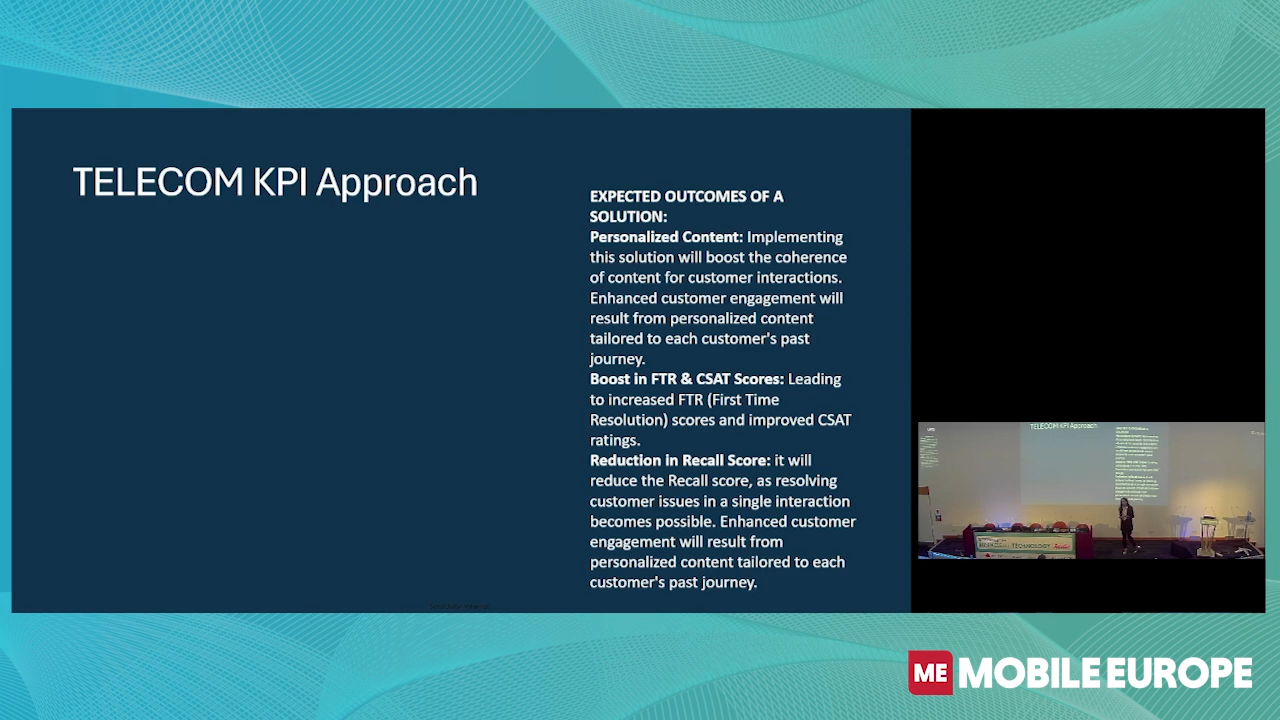 TELECOM KPI Approach
EXPECTED OUTCOMES OF A
SOLUTION:
Personalized Content: Implementing
this solution will boost the coherence
of content for customer interactions.
Enhanced customer engagement will
result from personalized content
tailored to each customer's past
journey.
Boost in FTR & CSAT Scores: Leading
to increased FTR (First Time
Resolution) scores and improved CSAT
ratings.
Reduction in Recall Score: it will
reduce the Recall score, as resolving
customer issues in a single interaction
becomes possible. Enhanced customer
engagement will result from
personalized content tailored to each
customer's past journey.
TELECOM KPI Approach
TECHNOLOGY
ME MOBILE EUROPE